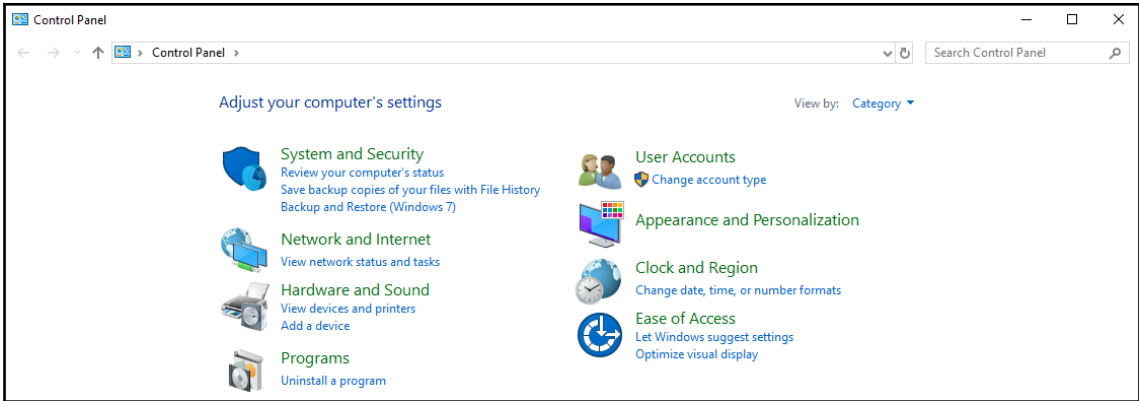 Control Panel
Control Panel
Search Control Panel
Adjust your computer's settings
View by: Category
System and Security
Review your computer's status
Save backup copies of your files with File History
Backup and Restore (Windows 7)
Network and Internet
View network status and tasks
Hardware and Sound
View devices and printers
Add a device
Programs
Uninstall a program
User Accounts
Change account type
Appearance and Personalization
Clock and Region
Change date, time, or number formats
Ease of Access
Let Windows suggest settings
Optimize visual display